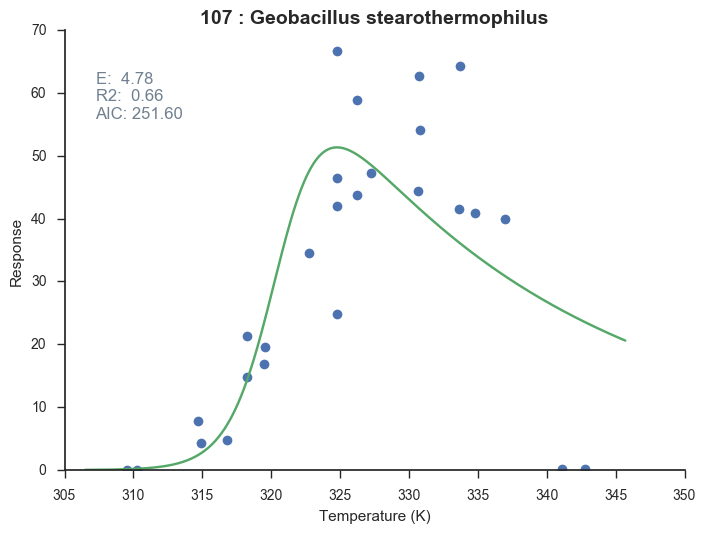 107 : Geobacillus stearothermophilus
E: 4.78
R2: 0.66
AIC: 251.60
Response
70
60
50
40
30
20
10
0
305 310 315 320 325 330 335 340 345 350
Temperature (K)